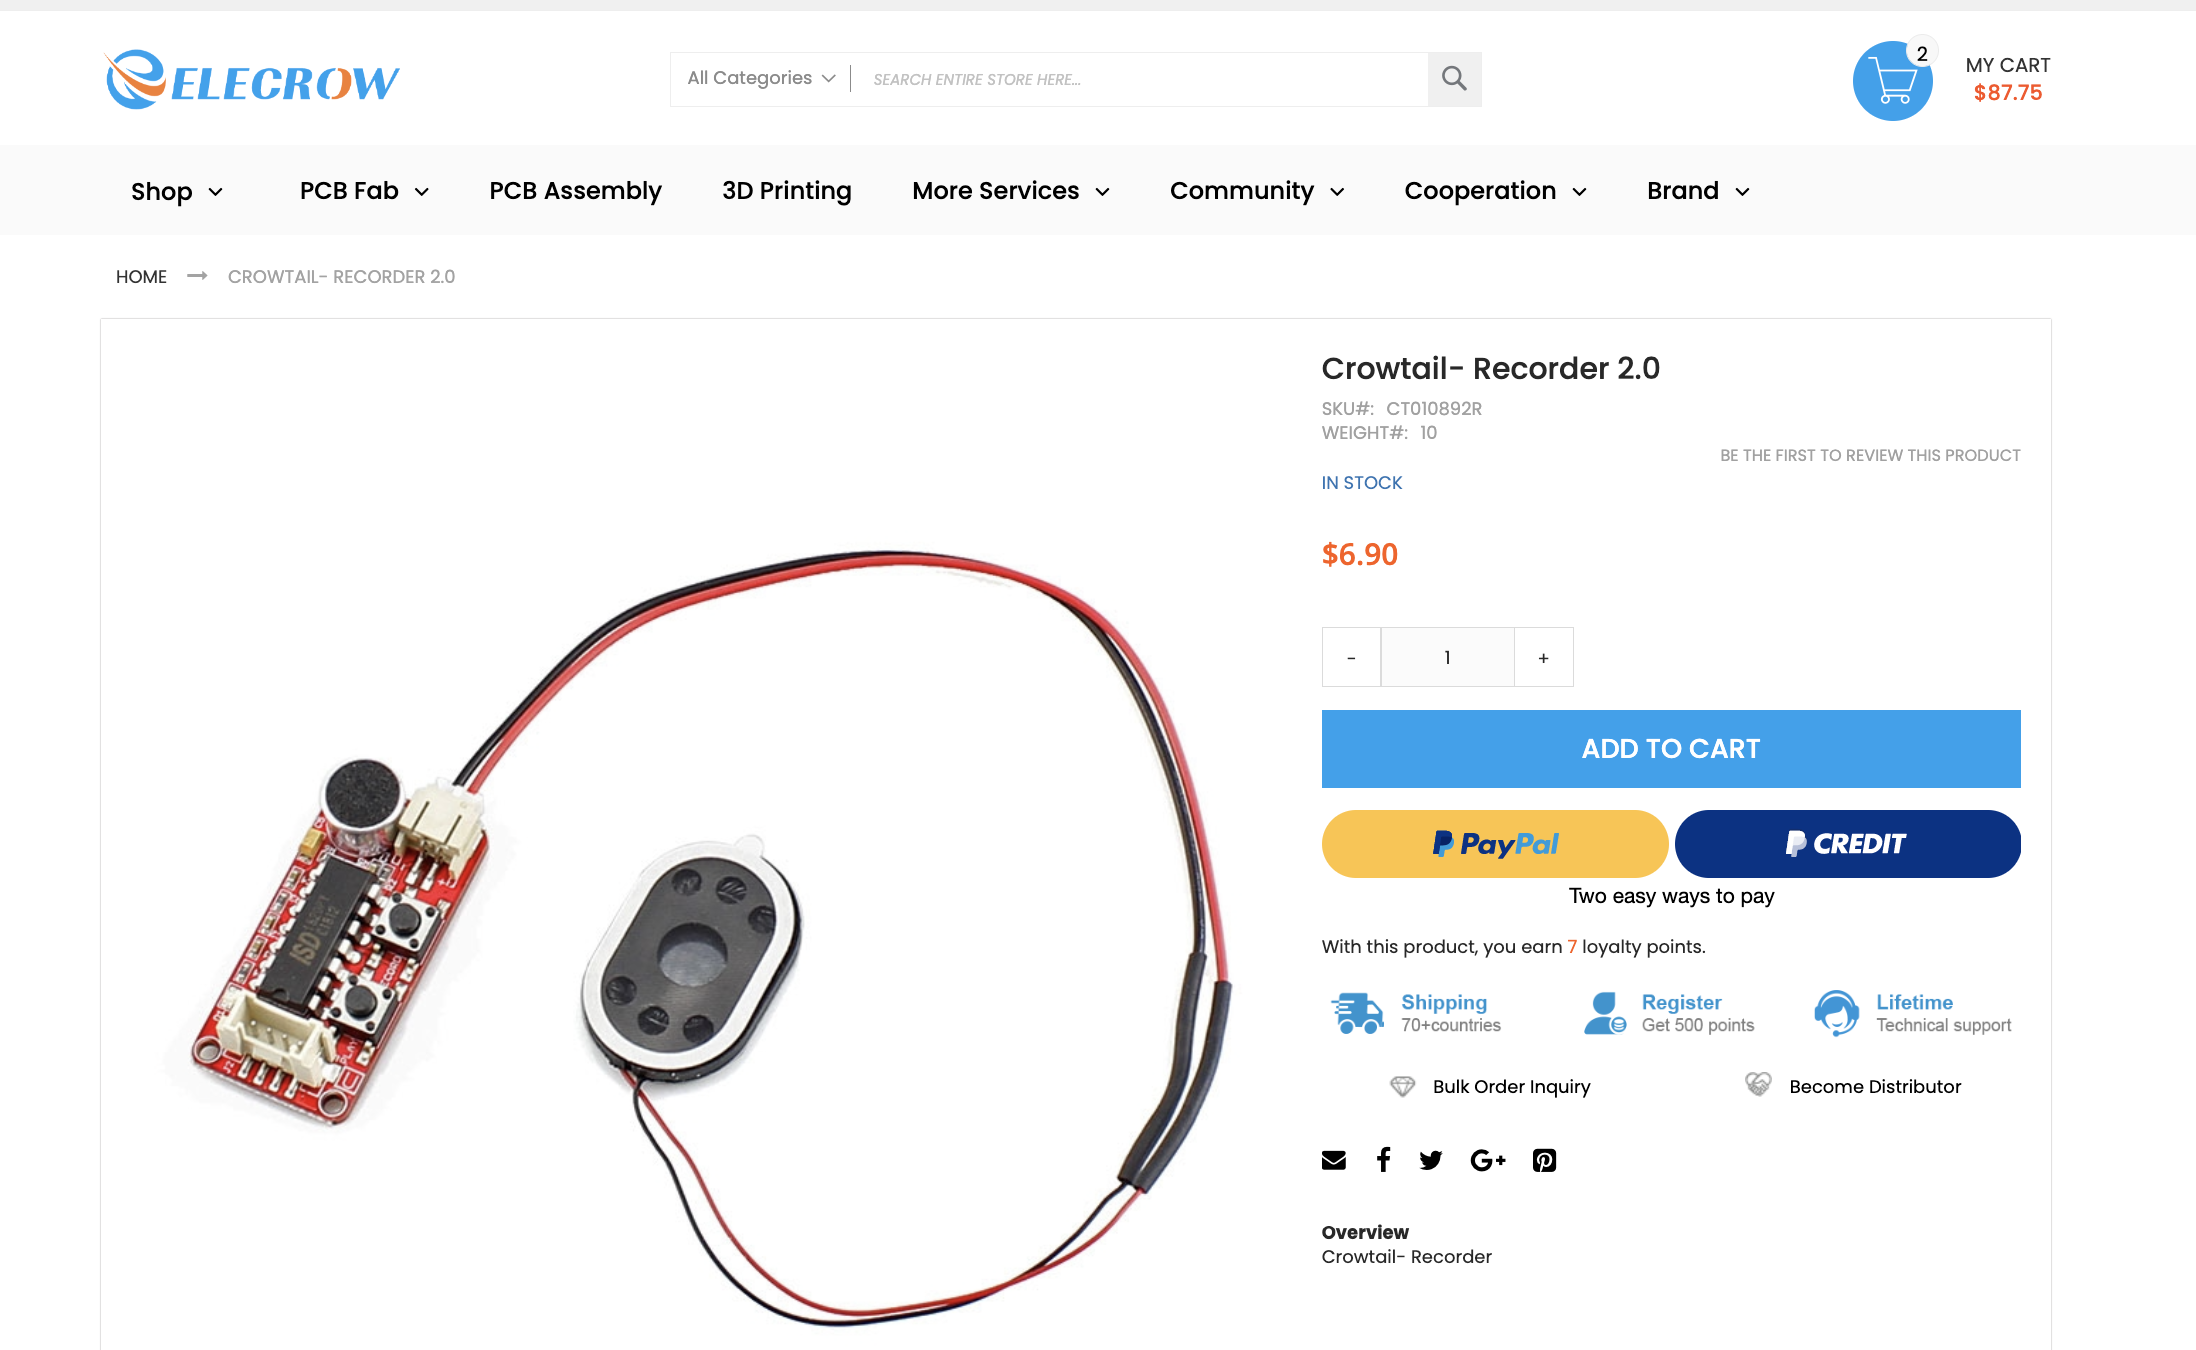 ELECROW
All Categories
SEARCH ENTIRE STORE HERE...
2
MY CART
$87.75
Shop
PCB Fab
PCB Assembly
3D Printing
More Services
Community
Cooperation
Brand
HOME
CROWTAIL- RECORDER 2.0
Crowtail- Recorder 2.0
SKU#: CT010892R
WEIGHT#: 10
BE THE FIRST TO REVIEW THIS PRODUCT
IN STOCK
$6.90
- 1 +
ADD TO CART
PayPal
CREDIT
Two easy ways to pay
With this product, you earn 7 loyalty points.
Shipping
70+countries
Register
Get 500 points
Lifetime
Technical support
Bulk Order Inquiry
Become Distributor
G+
Overview
Crowtail- Recorder
ISD
PLAY